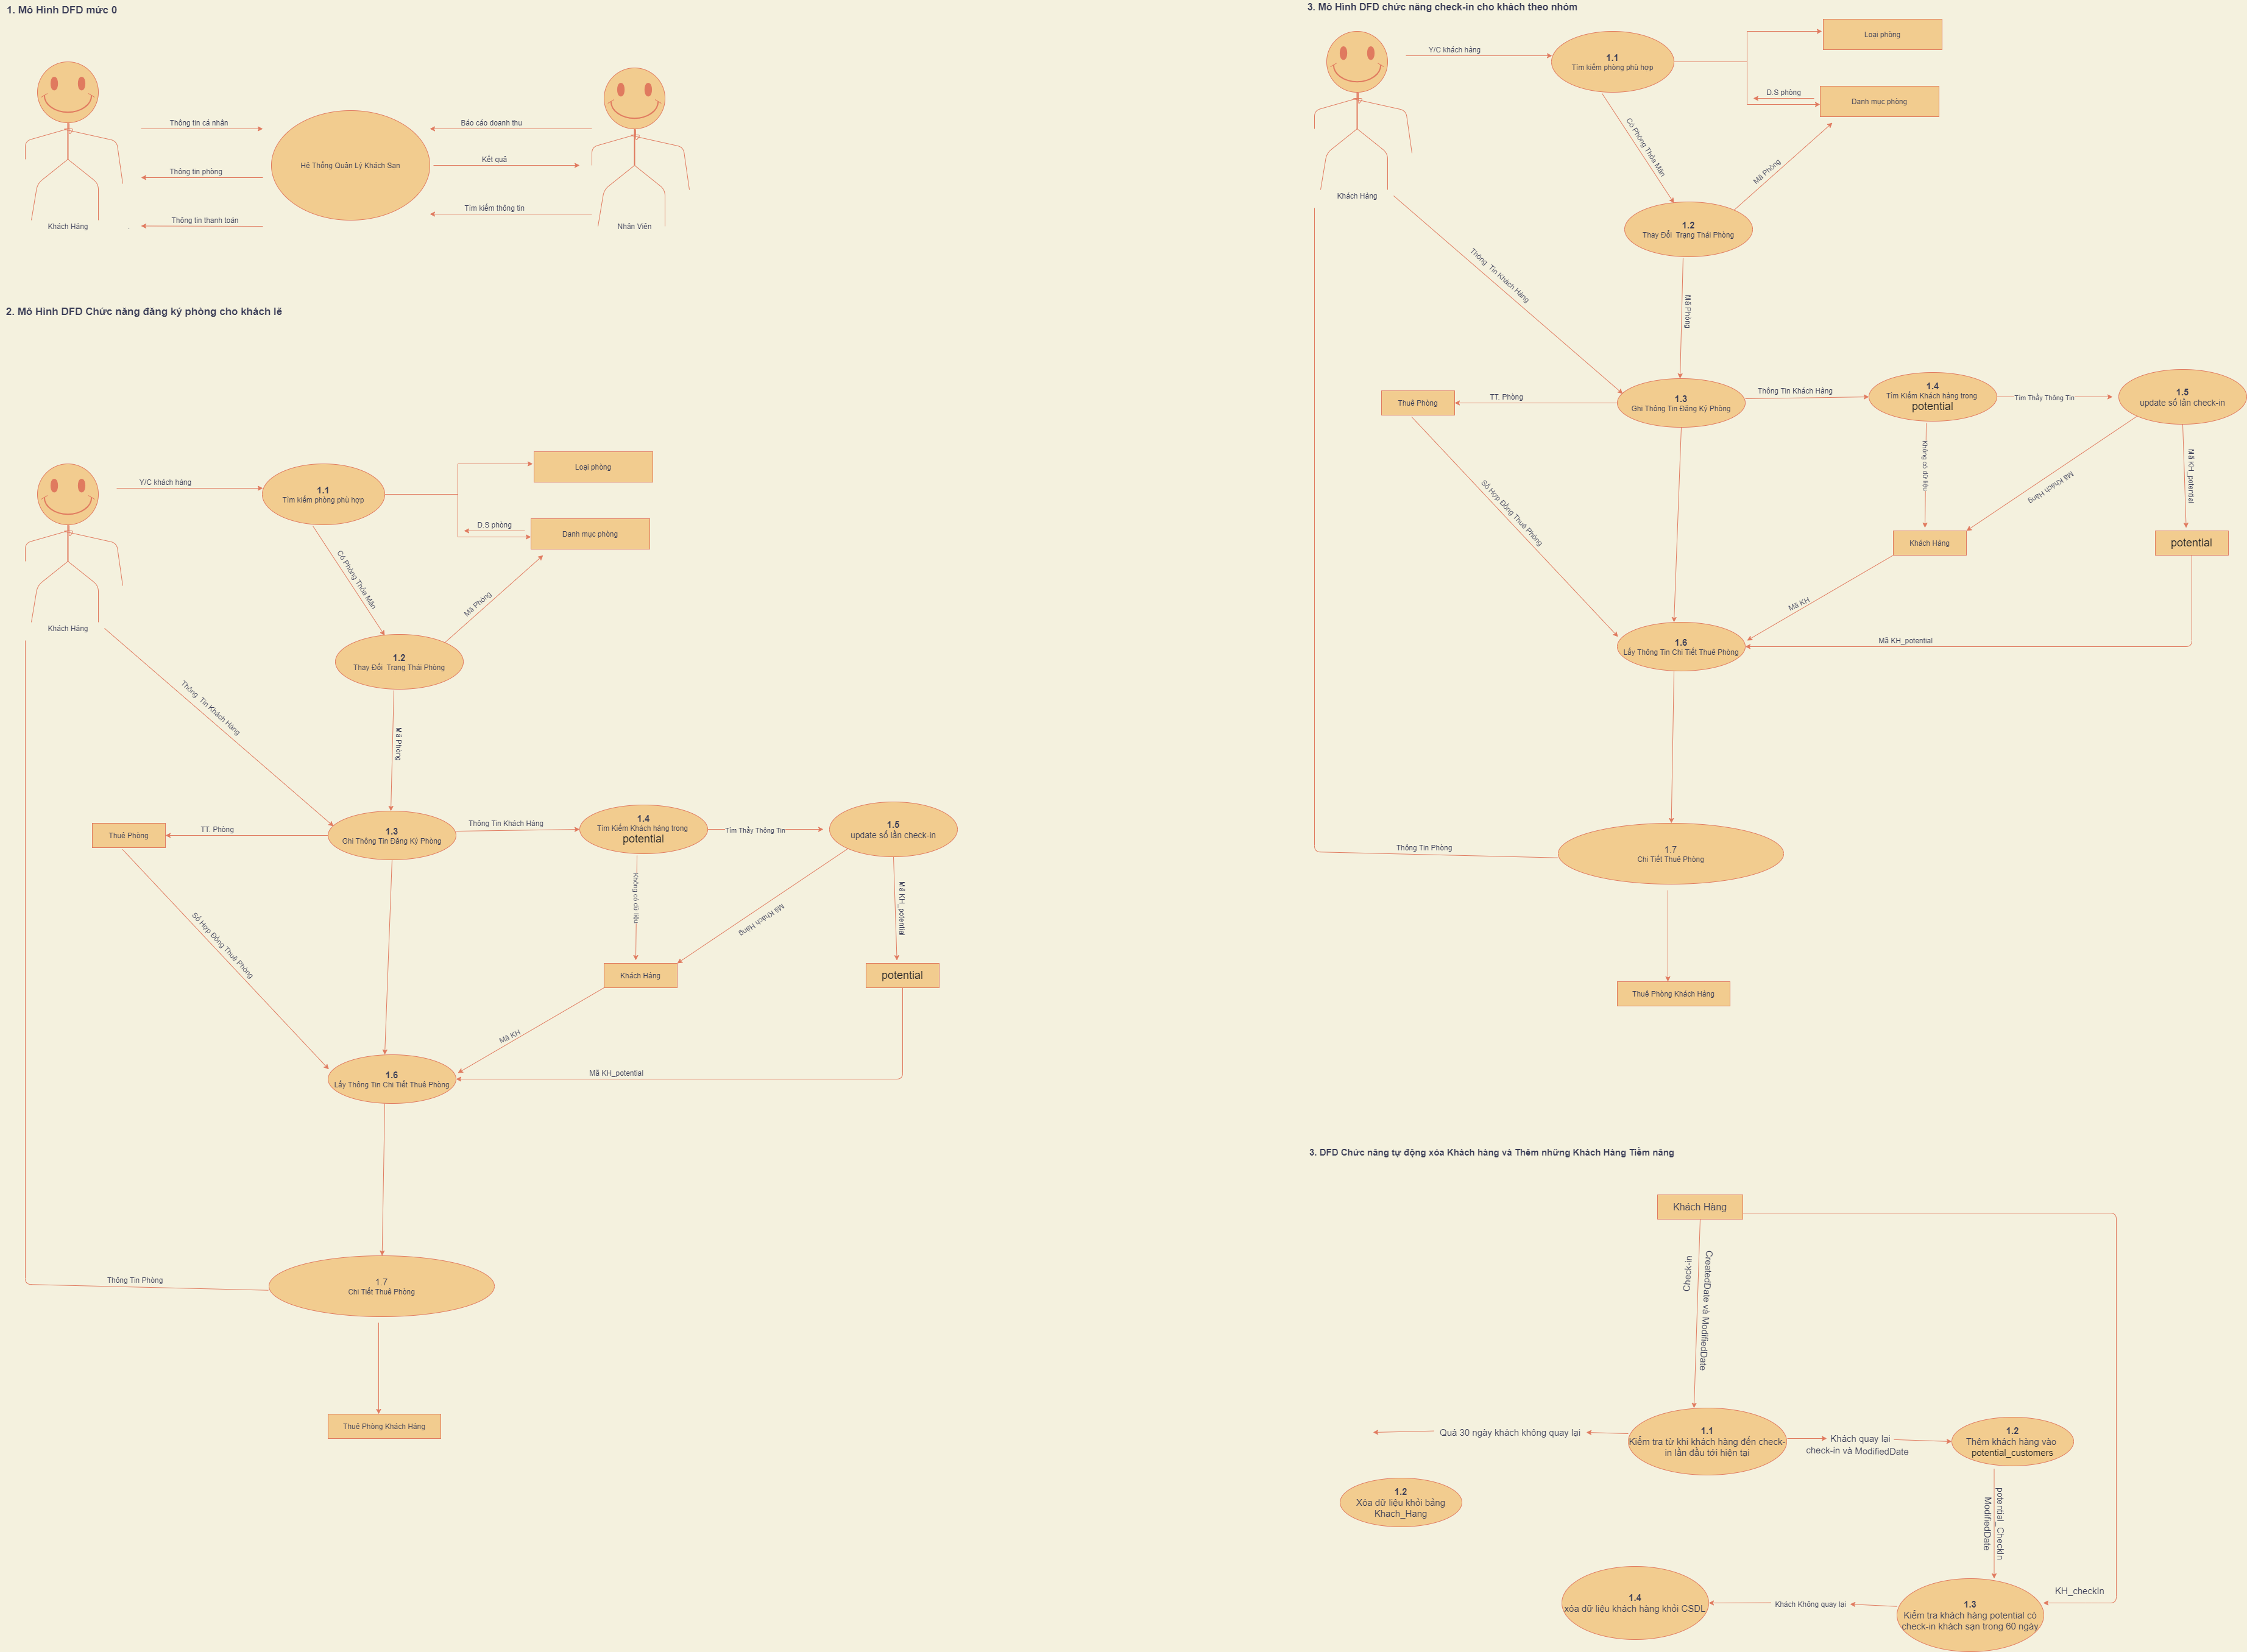 1. Mô Hình DFD mức 0
Thông tin cá nhân
Thông tin phòng
Thông tin thanh toán
Khách Hàng
Hệ Thống Quản Lý Khách Sạn
Báo cáo doanh thu
Kết quả
Tìm kiếm thông tin
Nhân Viên
2. Mô Hình DFD Chức năng đăng ký phòng cho khách lẽ
Y/C khách hàng
1.1
Tìm kiếm phòng phù hợp
Loại phòng
D.S phòng
Danh mục phòng
Có Phòng Thỏa Mãn
Mã Phòng
Khách Hàng
1.2
Thay Đổi Trạng Thái Phòng
Thông Tin Khách Hàng
Mã Phòng
Thuê Phòng
TT. Phòng
1.3
Ghi Thông Tin Đăng Ký Phòng
Thông Tin Khách Hàng
1.4
Tìm Kiếm Khách hàng trong
potential
Tìm Thấy Thông Tin
1.5
update số lần check-in
Số Hợp Đồng Thuê Phòng
Không có dữ liệu
Mã Khách Hàng
Mã KH_potential
Khách Hàng
potential
Mã KH
Mã KH_potential
1.6
Lấy Thông Tin Chi Tiết Thuê Phòng
Thông Tin Phòng
1.7
Chi Tiết Thuê Phòng
Thuê Phòng Khách Hàng
3. Mô Hình DFD chức năng check-in cho khách theo nhóm
Y/C khách hàng
1.1
Tìm kiếm phòng phù hợp
Loại phòng
D.S phòng
Danh mục phòng
Có Phòng Thỏa Mãn
Mã Phòng
Khách Hàng
1.2
Thay Đổi Trạng Thái Phòng
Thông Tin Khách Hàng
Mã Phòng
Thuê Phòng
TT. Phòng
1.3
Ghi Thông Tin Đăng Ký Phòng
Thông Tin Khách Hàng
1.4
Tìm Kiếm Khách hàng trong
potential
Tìm Thấy Thông Tin
1.5
update số lần check-in
Số Hợp Đồng Thuê Phòng
Không có dữ liệu
Mã Khách Hàng
Mã KH_potential
Khách Hàng
potential
Mã KH
Mã KH_potential
1.6
Lấy Thông Tin Chi Tiết Thuê Phòng
Thông Tin Phòng
1.7
Chi Tiết Thuê Phòng
Thuê Phòng Khách Hàng
3. DFD Chức năng tự động xóa Khách hàng và Thêm những Khách Hàng Tiềm năng
Khách Hàng
Check-in
CreatedDate và ModifiedDate
Quá 30 ngày khách không quay lại
1.1
Kiểm tra từ khi khách hàng đến check-
in lần đầu tới hiện tại
Khách quay lại
check-in và ModifiedDate
1.2
Thêm khách hàng vào
potential_customers
1.2
Xóa dữ liệu khỏi bảng
Khach_Hang
potential_CheckIn
ModifiedDate
KH_checkIn
1.4
xóa dữ liệu khách hàng khỏi CSDL
Khách Không quay lại
1.3
Kiểm tra khách hàng potential có
check-in khách sạn trong 60 ngày